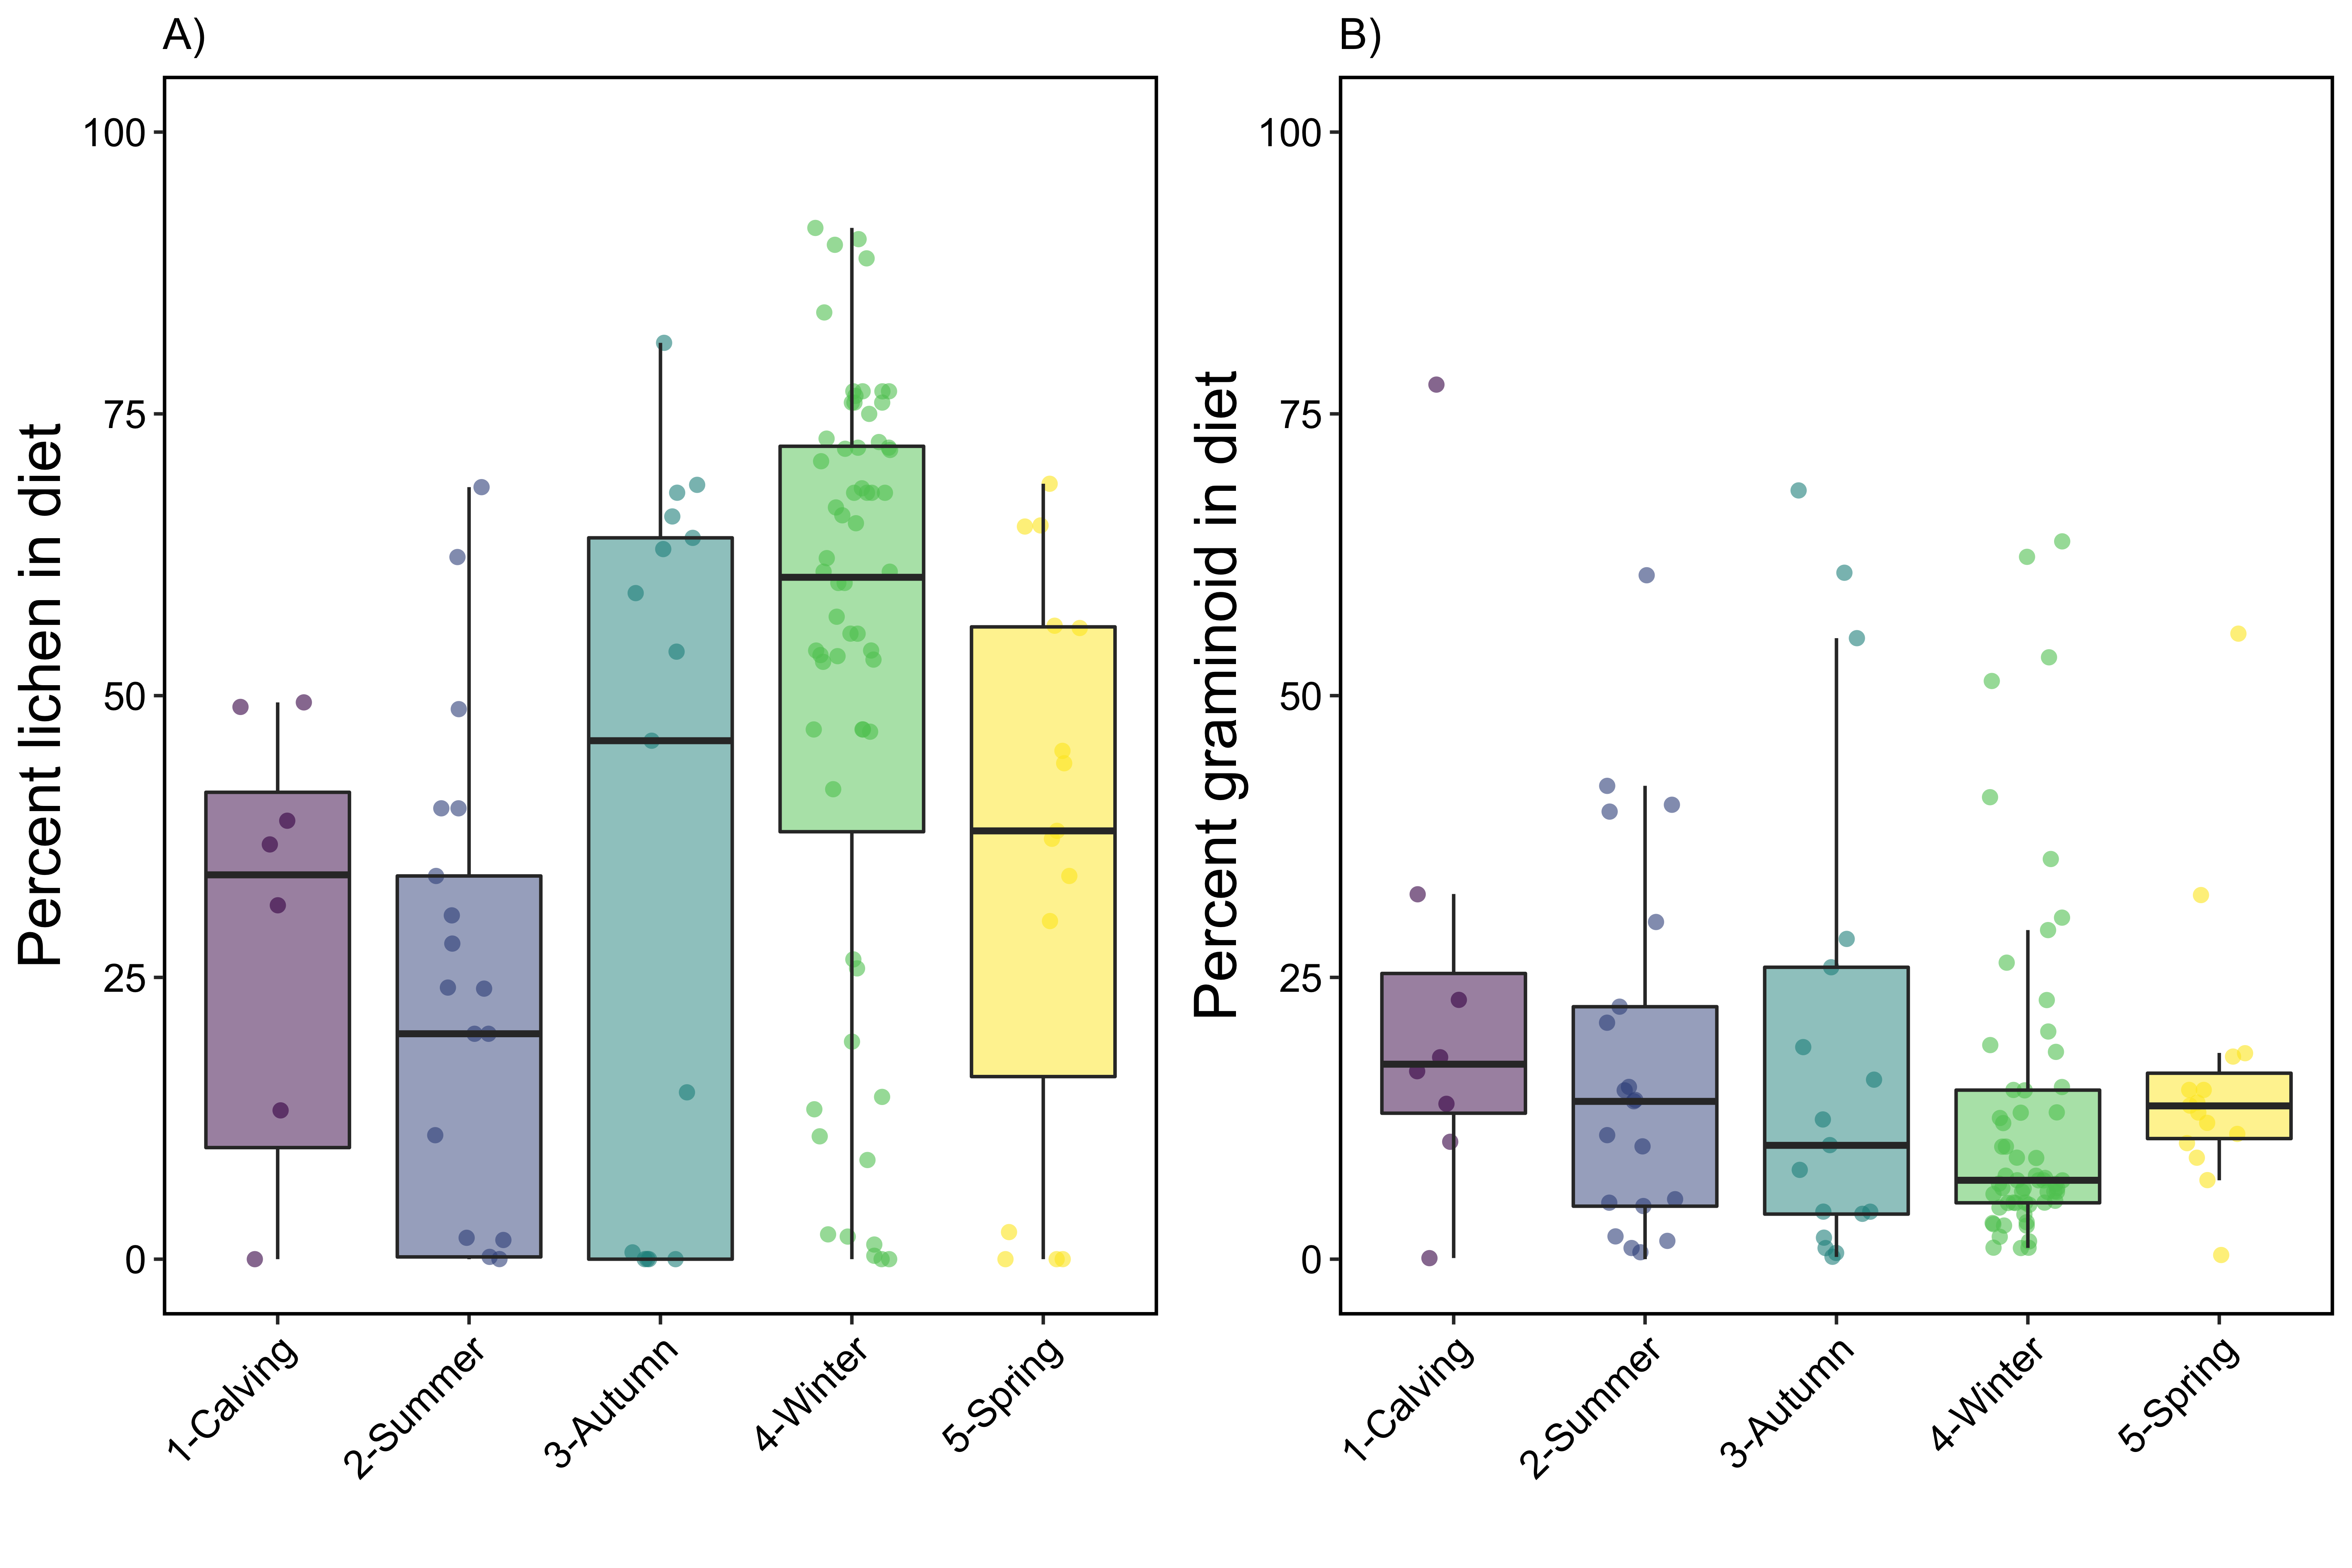 A)
Percent lichen in diet
100
75
50
25
0
1-Calving
2-Summer
3-Autumn
4-Winter
5-Spring
B)
Percent graminoid in diet
100
75
50
25
0
1-Calving
2-Summer
3-Autumn
4-Winter
5-Spring